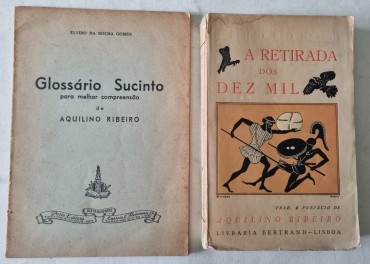 ELVIRO DA ROCHA GOMES
Glossário Sucinto
para melhor compreensão
de
AQUILINO RIBEIRO
A RETIRADA
DOS
DEZ MIL
TRAD. E PREFÁCIO DE
AQUILINO RIBEIRO
LIVRARIA BERTRAND-LISBOA